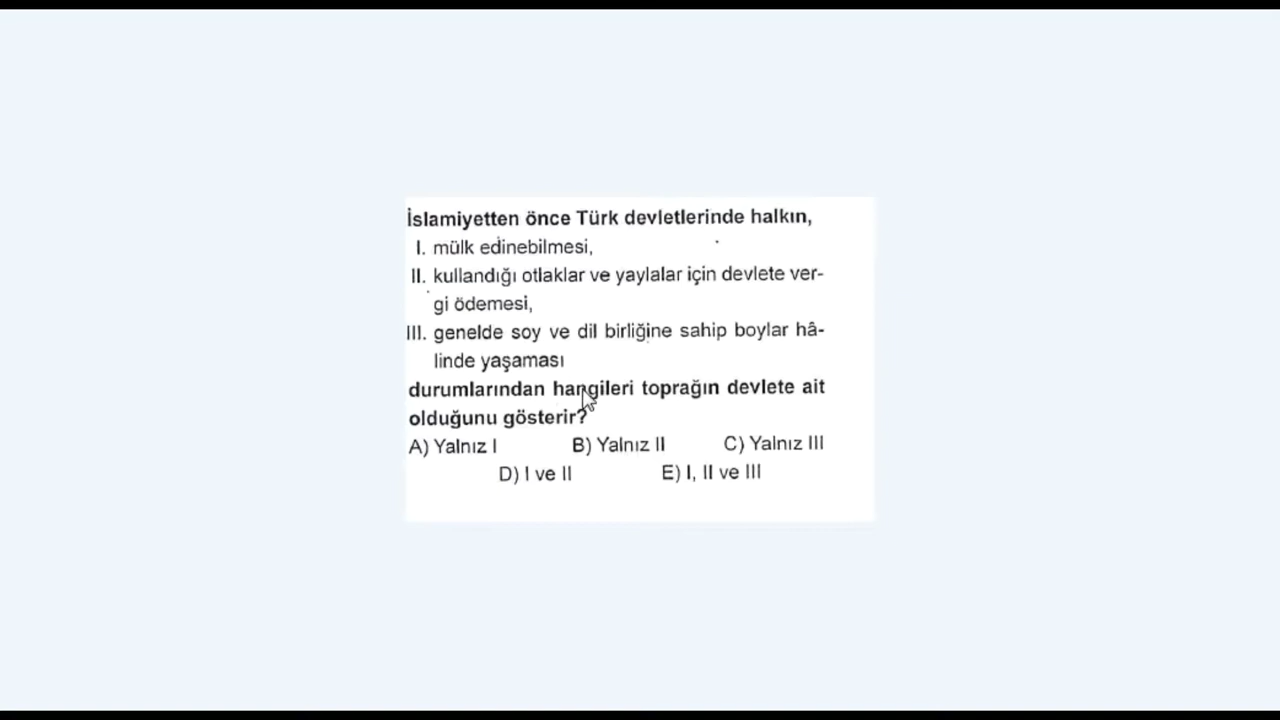 İslamiyetten önce Türk devletlerinde halkın,
I. mülk edinebilmesi,
II. kullandığı otlaklar ve yaylalar için devlete ver-
gi ödemesi,
III. genelde soy ve dil birliğine sahip boylar hâ-
linde yaşaması
durumlarından hangileri toprağın devlete ait
olduğunu gösterir?
A) Yalnız I B) Yalnız II C) Yalnız III
D) I ve II E) I, II ve III